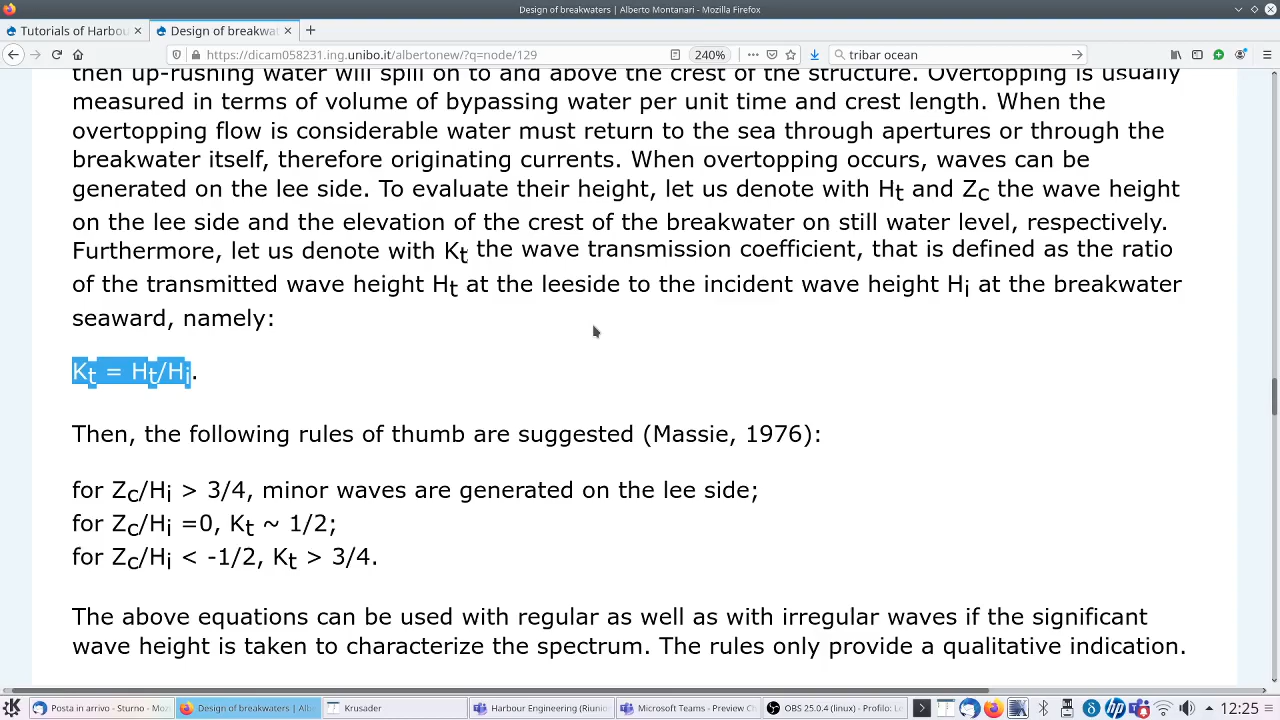 Design of breakwaters | Alberto Montanari - Mozilla Firefox
Tutorials of Harbou
Design of breakwat
https://dicam058231.ing.unibo.it/albertonew/?q=node/129
240%
tribar ocean
then up-rushing water will spill on to and above the crest of the structure. Overtopping is usually
measured in terms of volume of bypassing water per unit time and crest length. When the
overtopping flow is considerable water must return to the sea through apertures or through the
breakwater itself, therefore originating currents. When overtopping occurs, waves can be
generated on the lee side. To evaluate their height, let us denote with Ht and Zc the wave height
on the lee side and the elevation of the crest of the breakwater on still water level, respectively.
Furthermore, let us denote with Kt the wave transmission coefficient, that is defined as the ratio
of the transmitted wave height Ht at the leeside to the incident wave height Hi at the breakwater
seaward, namely:
Kt = Ht/Hi.
Then, the following rules of thumb are suggested (Massie, 1976):
for Zc/Hi > 3/4, minor waves are generated on the lee side;
for Zc/Hi =0, Kt ~ 1/2;
for Zc/Hi < -1/2, Kt > 3/4.
The above equations can be used with regular as well as with irregular waves if the significant
wave height is taken to characterize the spectrum. The rules only provide a qualitative indication.
Posta in arrivo - Sturno - Moz
Design of breakwaters | Alb
Krusader
Harbour Engineering (Riunio
Microsoft Teams - Preview C
OBS 25.0.4 (linux) - Profilo: L
12:25